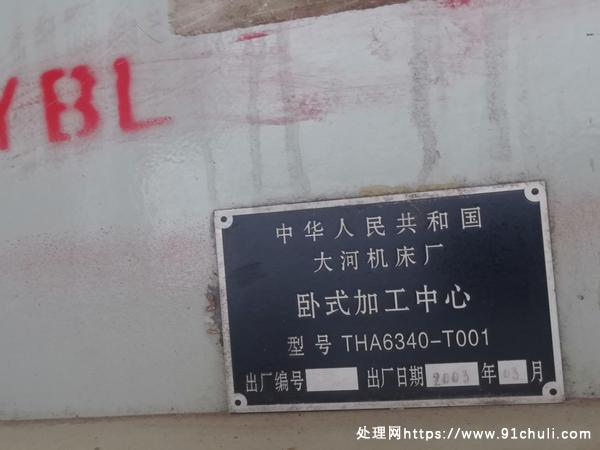 YBL
中华人民共和国
大河机床厂
卧式加工中心
型号 THA6340-T001
出厂编号 出厂日期 2003 年 03 月
处理网https://www.91chuli.com/